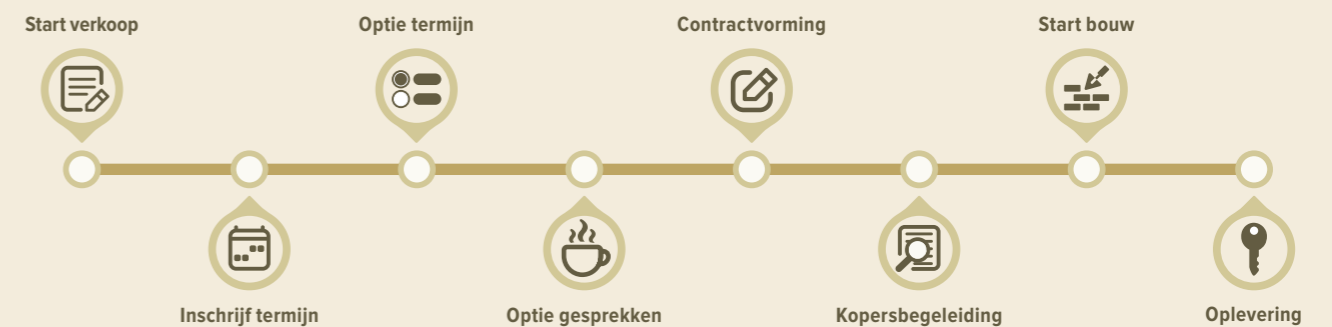 Start verkoop
Optie termijn
Contractvorming
Start bouw
Inschrijf termijn
Optie gesprekken
Kopersbegeleiding
Oplevering